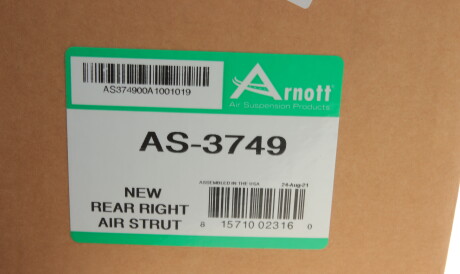 AS374900A1001019
Arnott
Air Suspension Products
AS-3749
ASSEMBLED IN THE USA
24-Aug-21
NEW
REAR RIGHT
AIR STRUT
8 15710 02316 0